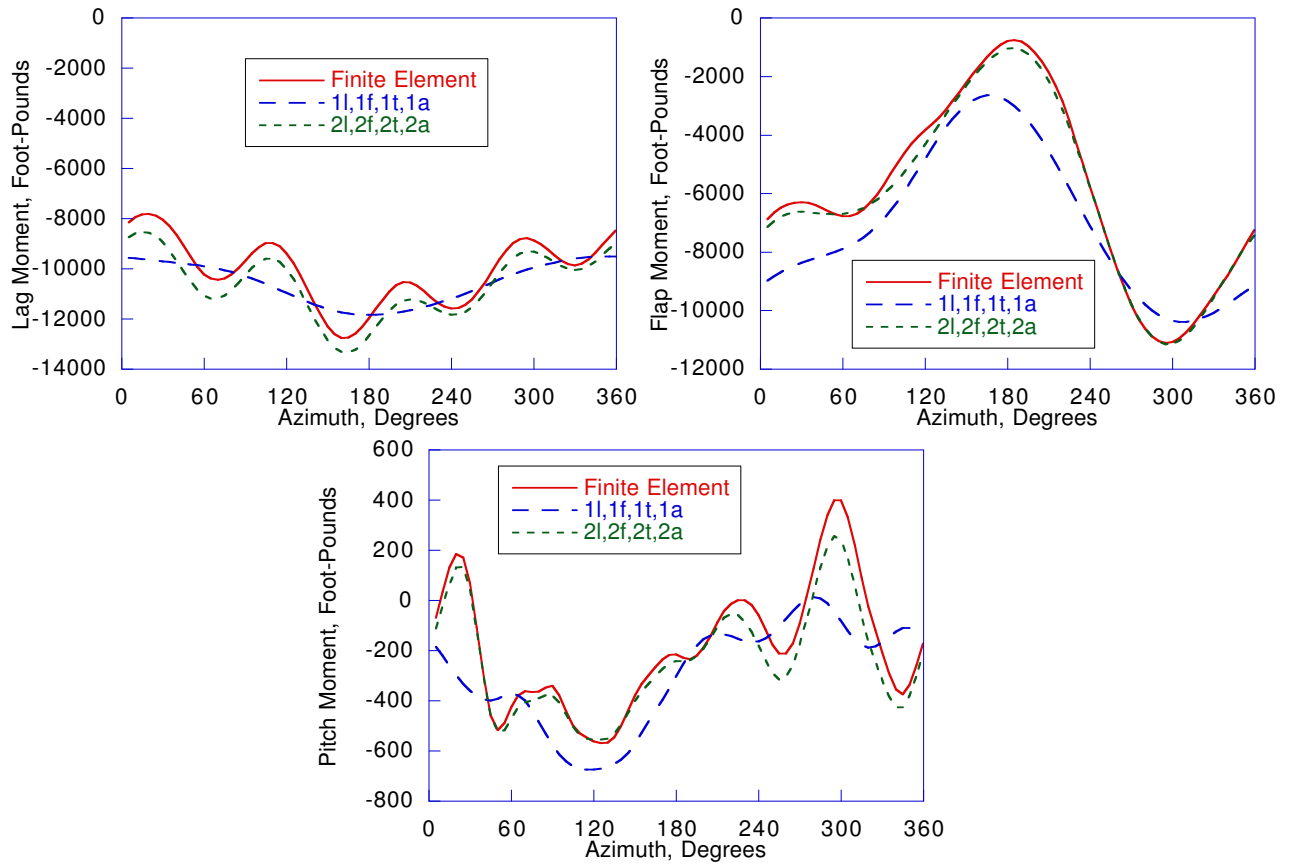 Lag Moment, Foot-Pounds
0
-2000
-4000
-6000
-8000
-10000
-12000
-14000
Finite Element
1l,1f,1t,1a
2l,2f,2t,2a
0 60 120 180 240 300 360
Azimuth, Degrees
Flap Moment, Foot-Pounds
0
-2000
-4000
-6000
-8000
-10000
-12000
Finite Element
1l,1f,1t,1a
2l,2f,2t,2a
0 60 120 180 240 300 360
Azimuth, Degrees
Pitch Moment, Foot-Pounds
600
400
200
0
-200
-400
-600
-800
Finite Element
1l,1f,1t,1a
2l,2f,2t,2a
0 60 120 180 240 300 360
Azimuth, Degrees